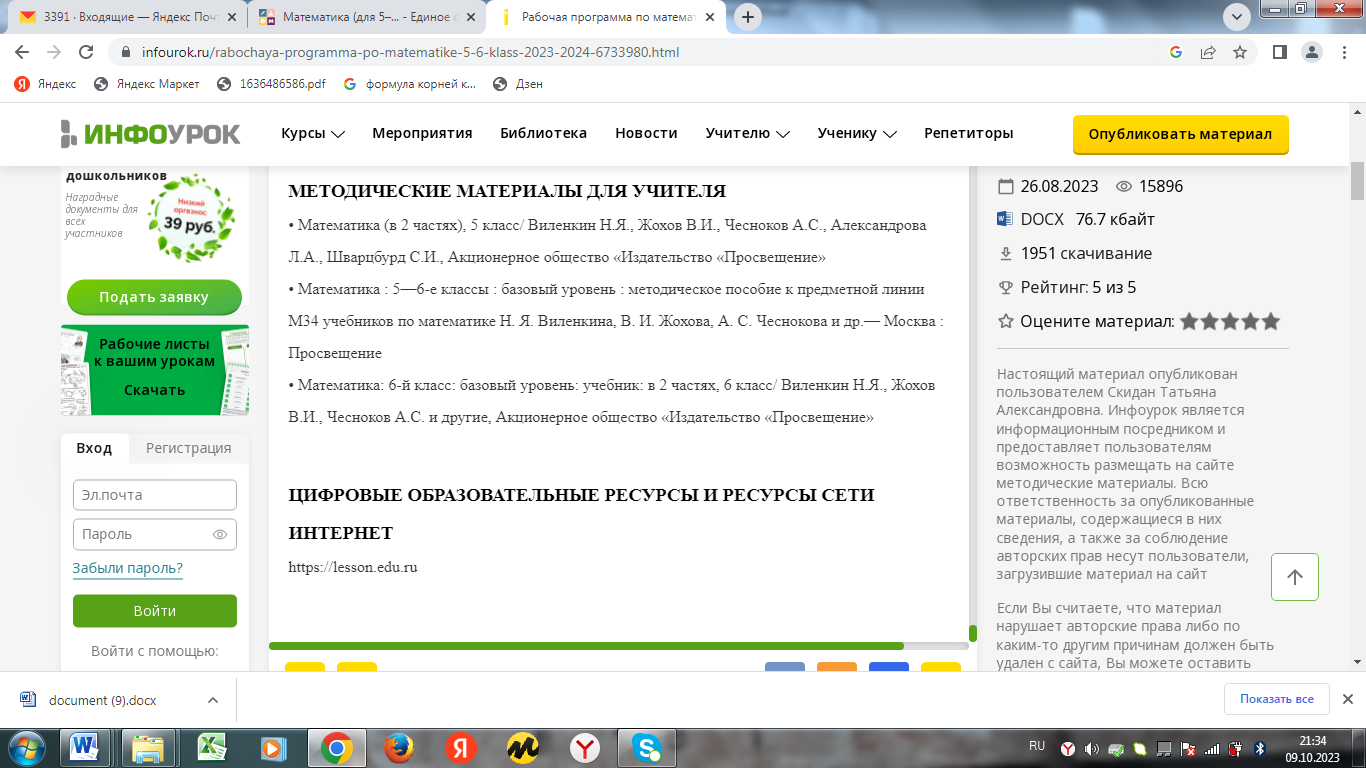 3391 · Входящие — Яндекс Поч
Математика (для 5–... - Единое с
Рабочая программа по математ
infourok.ru/rabochaya-programma-po-matematike-5-6-klass-2023-2024-6733980.html
Яндекс
Яндекс Маркет
1636486586.pdf
формула корней к...
Дзен
ИНФОУРОК
Курсы
Мероприятия
Библиотека
Новости
Учителю
Ученику
Репетиторы
Опубликовать материал
дошкольников
Наградные
документы для
всех
участников
Низкий
оргвзнос
39 руб.
Подать заявку
Рабочие листы
к вашим урокам
Скачать
Вход
Регистрация
Эл.почта
Пароль
Забыли пароль?
Войти
Войти с помощью:
МЕТОДИЧЕСКИЕ МАТЕРИАЛЫ ДЛЯ УЧИТЕЛЯ
• Математика (в 2 частях), 5 класс/ Виленкин Н.Я., Жохов В.И., Чесноков А.С., Александрова
Л.А., Шварцбурд С.И., Акционерное общество «Издательство «Просвещение»
• Математика : 5—6-е классы : базовый уровень : методическое пособие к предметной линии
М34 учебников по математике Н. Я. Виленкина, В. И. Жохова, А. С. Чеснокова и др.— Москва :
Просвещение
• Математика: 6-й класс: базовый уровень: учебник: в 2 частях, 6 класс/ Виленкин Н.Я., Жохов
В.И., Чесноков А.С. и другие, Акционерное общество «Издательство «Просвещение»
ЦИФРОВЫЕ ОБРАЗОВАТЕЛЬНЫЕ РЕСУРСЫ И РЕСУРСЫ СЕТИ
ИНТЕРНЕТ
https://lesson.edu.ru
26.08.2023
15896
DOCX
76.7 кбайт
1951 скачивание
Рейтинг: 5 из 5
Оцените материал:
Настоящий материал опубликован
пользователем Скидан Татьяна
Александровна. Инфоурок является
информационным посредником и
предоставляет пользователям
возможность размещать на сайте
методические материалы. Всю
ответственность за опубликованные
материалы, содержащиеся в них
сведения, а также за соблюдение
авторских прав несут пользователи,
загрузившие материал на сайт
Если Вы считаете, что материал
нарушает авторские права либо по
каким-то другим причинам должен быть
удален с сайта, Вы можете оставить
document (9).docx
Показать все
RU
21:34
09.10.2023